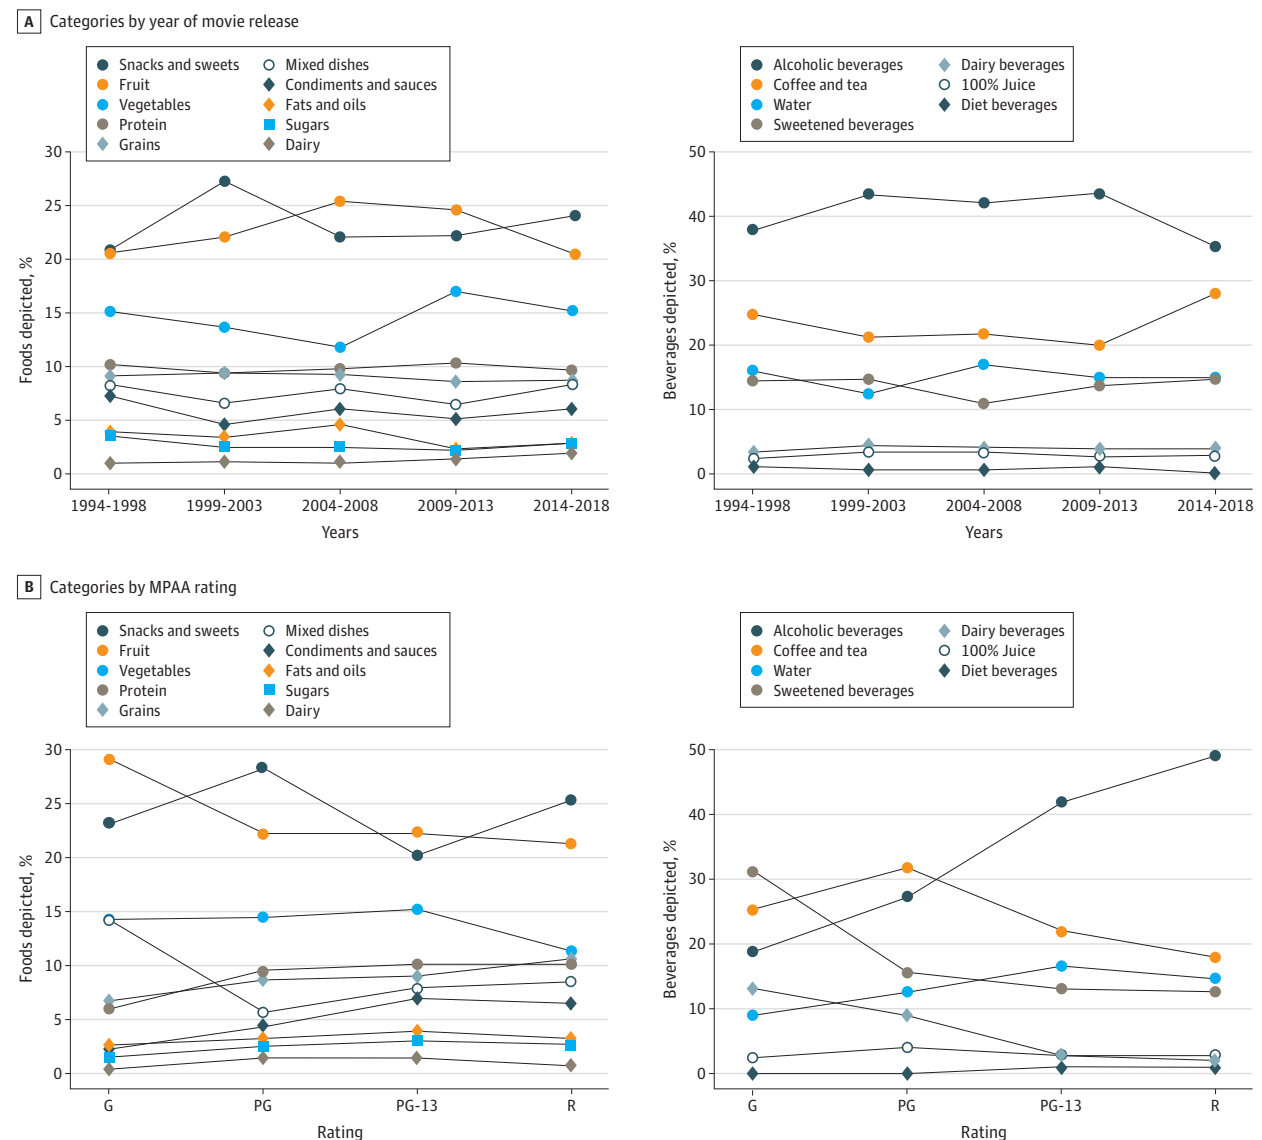 A Categories by year of movie release
Snacks and sweets
Fruit
Vegetables
Protein
Grains
Mixed dishes
Condiments and sauces
Fats and oils
Sugars
Dairy
30
25
20
15
10
5
0
Foods depicted, %
1994-1998 1999-2003 2004-2008 2009-2013 2014-2018
Years
Alcoholic beverages
Coffee and tea
Water
Sweetened beverages
Dairy beverages
100% Juice
Diet beverages
50
40
30
20
10
0
Beverages depicted, %
1994-1998 1999-2003 2004-2008 2009-2013 2014-2018
Years
B Categories by MPAA rating
Snacks and sweets
Fruit
Vegetables
Protein
Grains
Mixed dishes
Condiments and sauces
Fats and oils
Sugars
Dairy
30
25
20
15
10
5
0
Foods depicted, %
G PG PG-13 R
Rating
Alcoholic beverages
Coffee and tea
Water
Sweetened beverages
Dairy beverages
100% Juice
Diet beverages
50
40
30
20
10
0
Beverages depicted, %
G PG PG-13 R
Rating